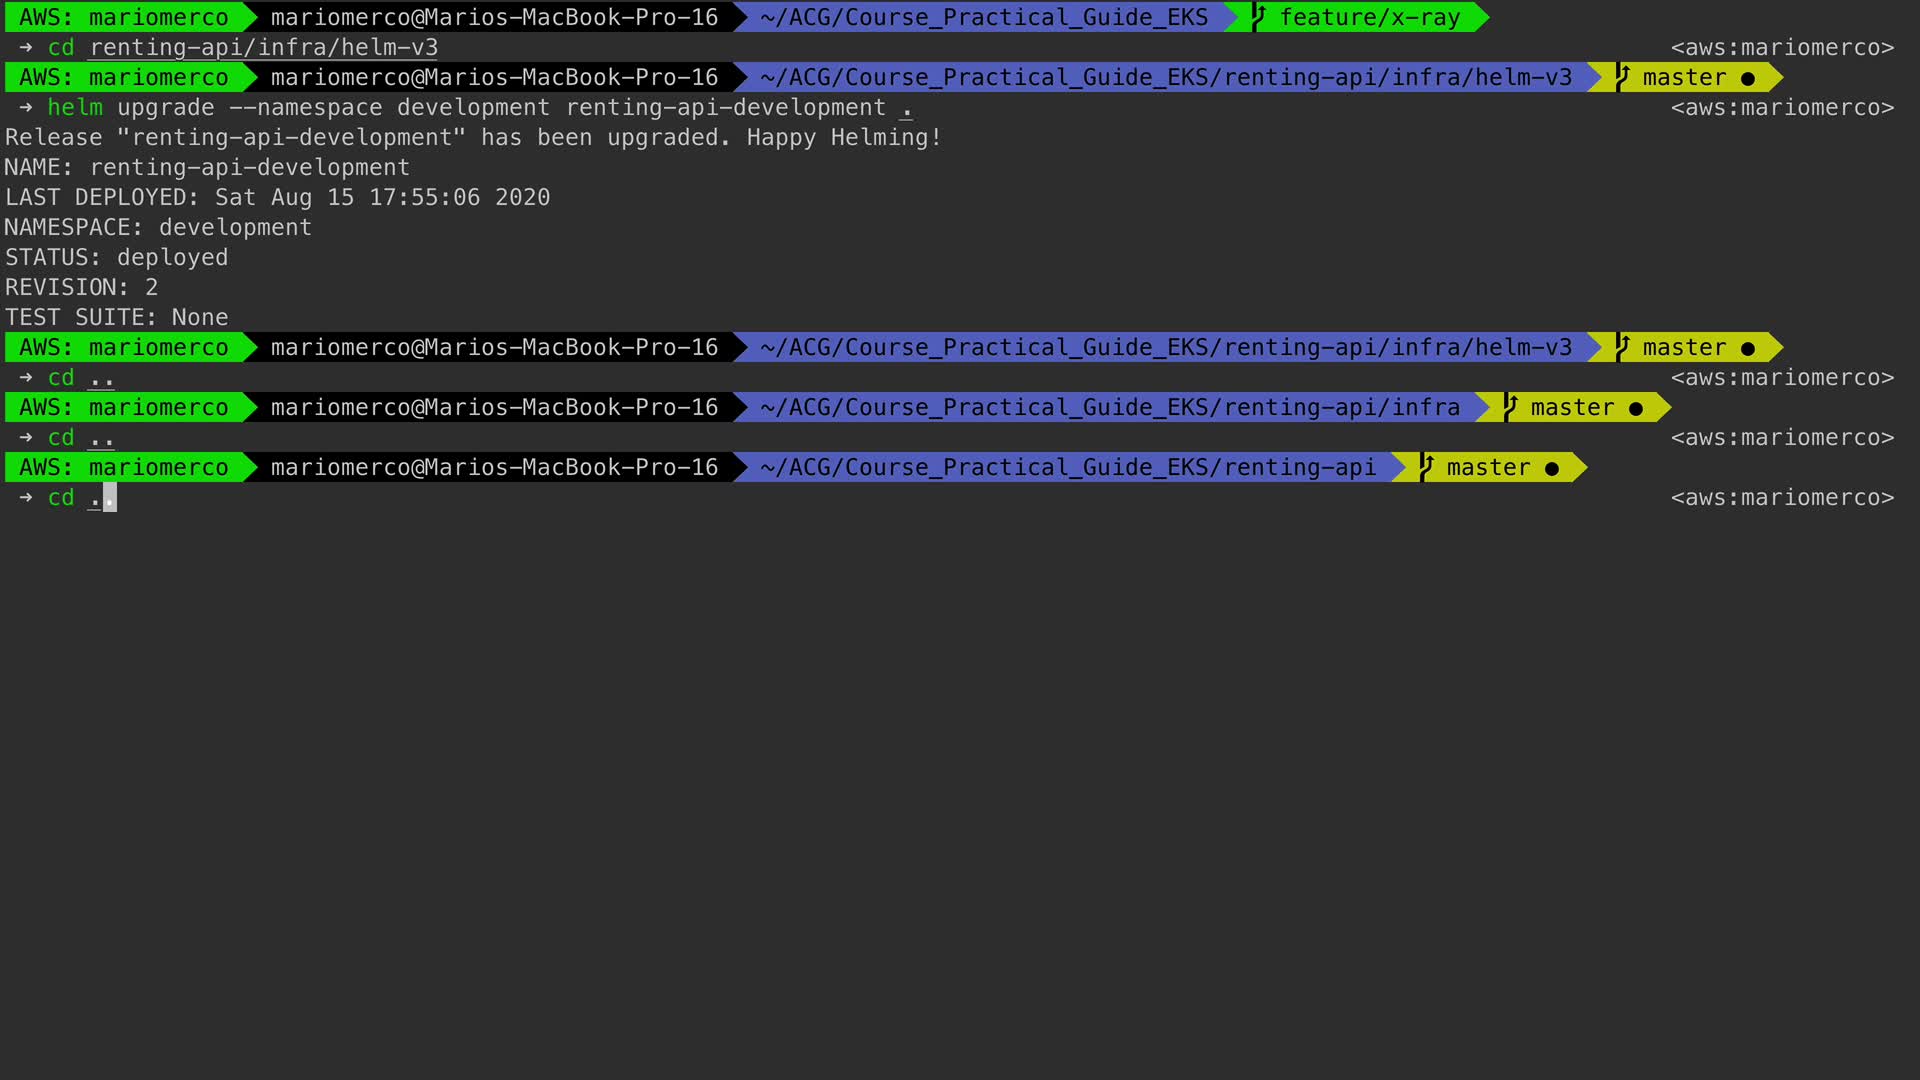 AWS: mariomerco mariomerco@Marios-MacBook-Pro-16 ~/ACG/Course_Practical_Guide_EKS feature/x-ray
→ cd renting-api/infra/helm-v3 <aws:mariomerco>
AWS: mariomerco mariomerco@Marios-MacBook-Pro-16 ~/ACG/Course_Practical_Guide_EKS/renting-api/infra/helm-v3 master ●
→ helm upgrade --namespace development renting-api-development . <aws:mariomerco>
Release "renting-api-development" has been upgraded. Happy Helming!
NAME: renting-api-development
LAST DEPLOYED: Sat Aug 15 17:55:06 2020
NAMESPACE: development
STATUS: deployed
REVISION: 2
TEST SUITE: None
AWS: mariomerco mariomerco@Marios-MacBook-Pro-16 ~/ACG/Course_Practical_Guide_EKS/renting-api/infra/helm-v3 master ●
→ cd .. <aws:mariomerco>
AWS: mariomerco mariomerco@Marios-MacBook-Pro-16 ~/ACG/Course_Practical_Guide_EKS/renting-api/infra master ●
→ cd .. <aws:mariomerco>
AWS: mariomerco mariomerco@Marios-MacBook-Pro-16 ~/ACG/Course_Practical_Guide_EKS/renting-api master ●
→ cd .. <aws:mariomerco>